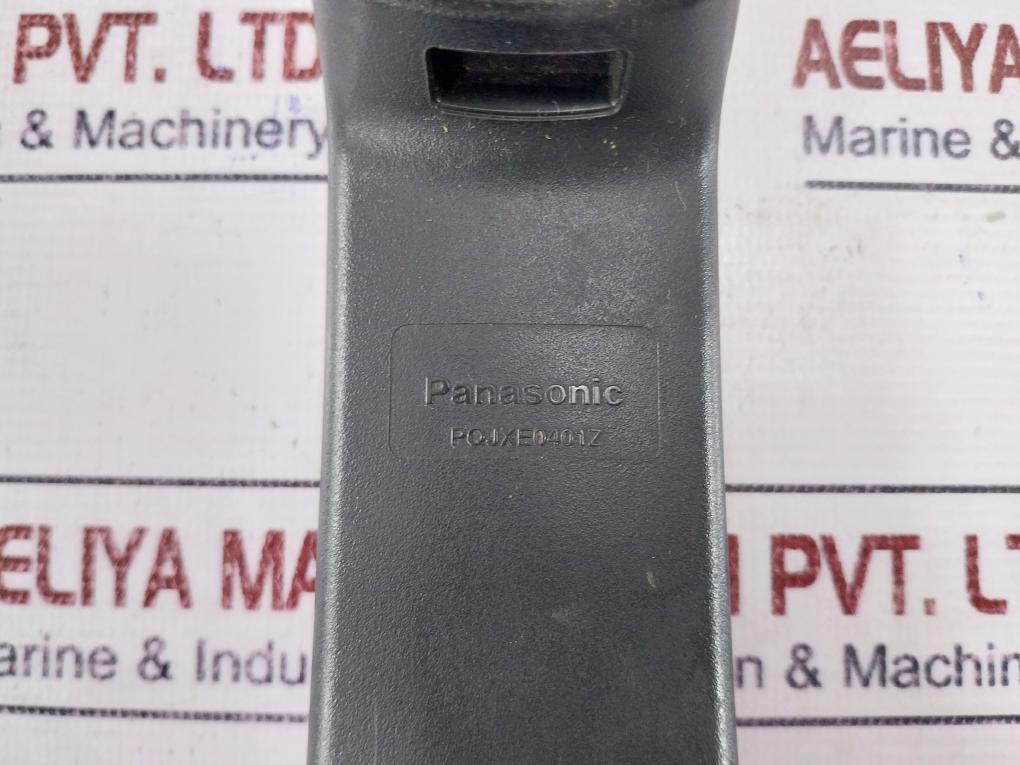 PVT. LTD
AELIYA
& Machinery
Marine &
Panasonic
PQJXE0401Z
ELIYA MA
PVT. LT
arine & Indu
n & Machin